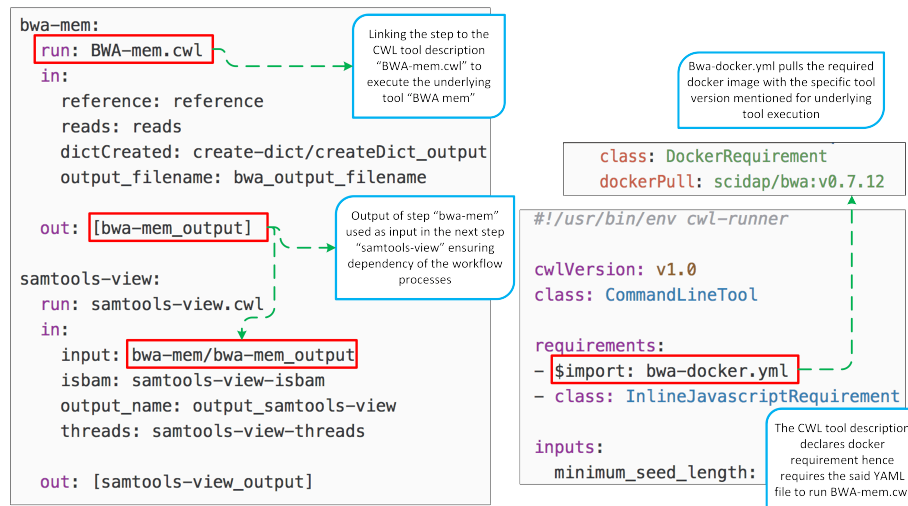 bwa-mem:
run: BWA-mem.cwl
in:
reference: reference
reads: reads
dictCreated: create-dict/createDict_output
output_filename: bwa_output_filename
out: [bwa-mem_output]
samtools-view:
run: samtools-view.cwl
in:
input: bwa-mem/bwa-mem_output
isbam: samtools-view-isbam
output_name: output_samtools-view
threads: samtools-view-threads
out: [samtools-view_output]
Linking the step to the
CWL tool description
“BWA-mem.cwl” to
execute the underlying
tool “BWA mem”
Output of step “bwa-mem”
used as input in the next step
“samtools-view” ensuring
dependency of the workflow
processes
Bwa-docker.yml pulls the required
docker image with the specific tool
version mentioned for underlying
tool execution
class: DockerRequirement
dockerPull: scidap/bwa:v0.7.12
#!/usr/bin/env cwl-runner
cwlVersion: v1.0
class: CommandLineTool
requirements:
- $import: bwa-docker.yml
- class: InlineJavascriptRequirement
inputs:
minimum_seed_length:
The CWL tool description
declares docker
requirement hence
requires the said YAML
file to run BWA-mem.cw